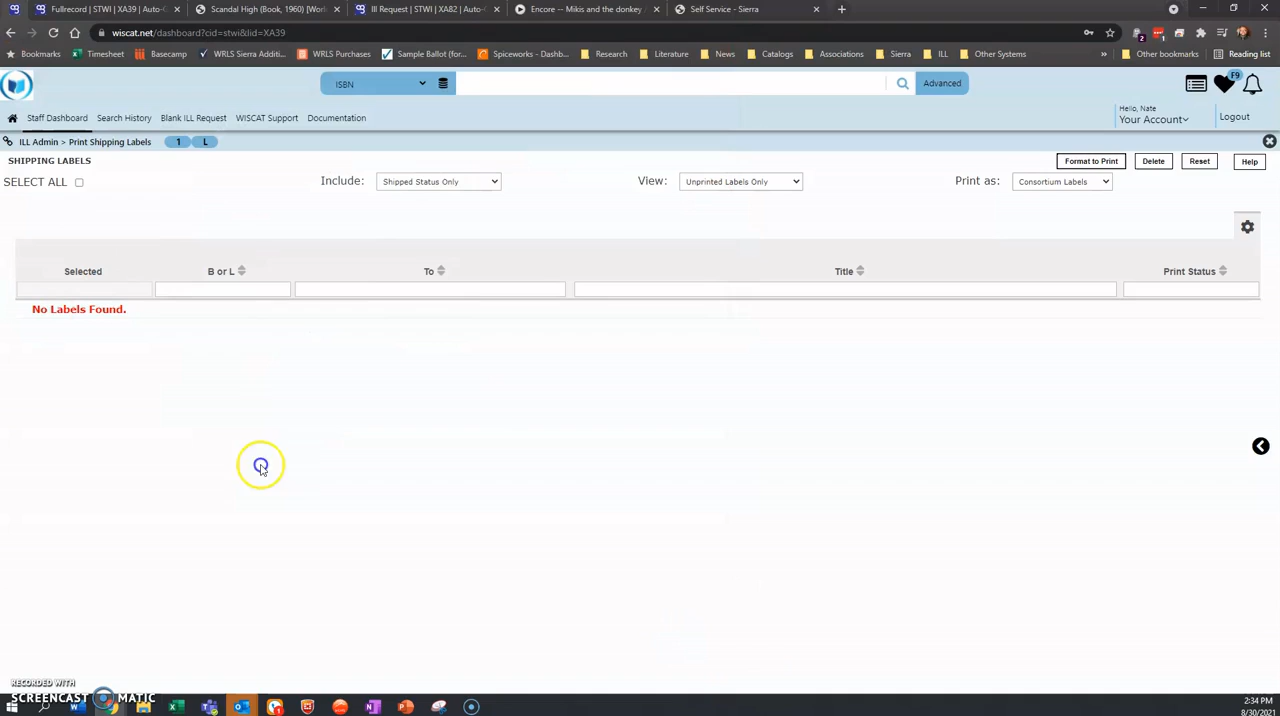 Fullrecord | STWI | XA39 | Auto-G
Scandal High (Book, 1960) [Worl
Ill Request | STWI | XA82 | Auto-G
Encore -- Mikis and the donkey /
Self Service - Sierra
wiscat.net/dashboard?cid=stwi&lid=XA39
Bookmarks Timesheet Basecamp WRLS Sierra Additi... WRLS Purchases Sample Ballot (for... Spiceworks - Dashb... Research Literature News Catalogs Associations Sierra ILL Other Systems » Other bookmarks Reading list
ISBN Advanced F9
Staff Dashboard Search History Blank ILL Request WISCAT Support Documentation
Hello, Nate
Your Account Logout
ILL Admin > Print Shipping Labels 1 L
SHIPPING LABELS Format to Print Delete Reset Help
SELECT ALL Include: Shipped Status Only View: Unprinted Labels Only Print as: Consortium Labels
Selected B or L To Title Print Status
No Labels Found.
RECORDED WITH
SCREENCAST MATIC
2:34 PM
8/30/2021